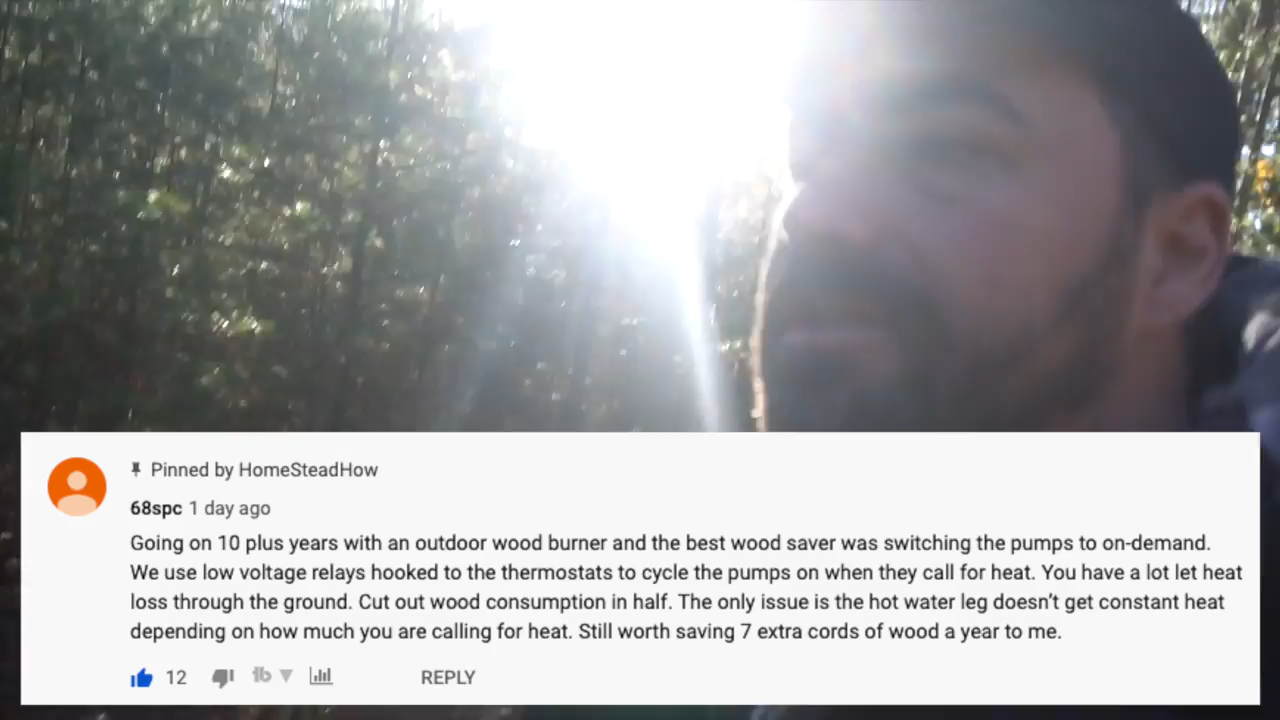 Pinned by HomeSteadHow
68spc 1 day ago
Going on 10 plus years with an outdoor wood burner and the best wood saver was switching the pumps to on-demand.
We use low voltage relays hooked to the thermostats to cycle the pumps on when they call for heat. You have a lot let heat
loss through the ground. Cut out wood consumption in half. The only issue is the hot water leg doesn't get constant heat
depending on how much you are calling for heat. Still worth saving 7 extra cords of wood a year to me.
12 REPLY